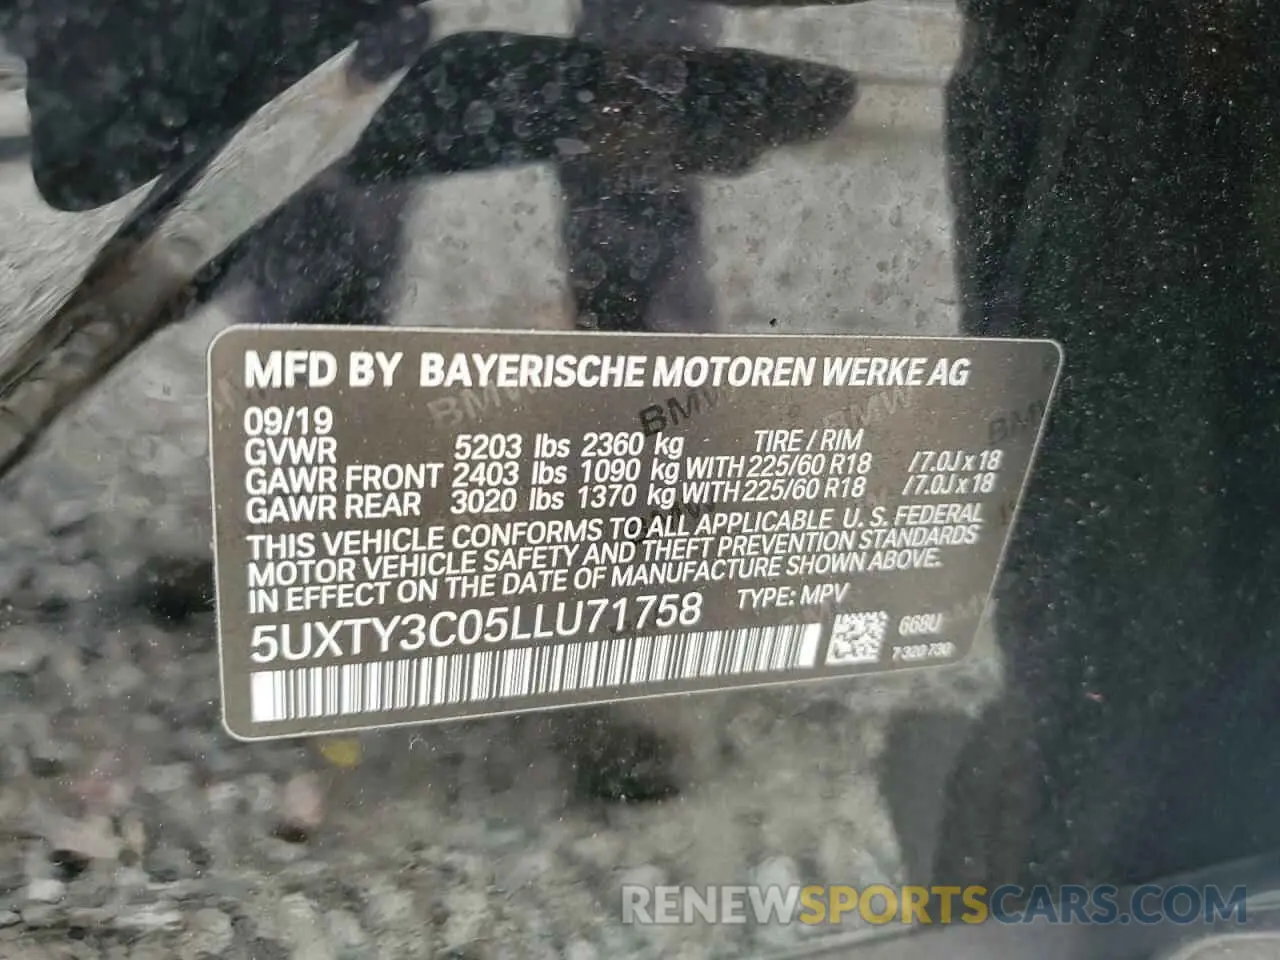 MFD BY BAYERISCHE MOTOREN WERKE AG
09/19
GVWR 5203 lbs 2360 kg TIRE / RIM
GAWR FRONT 2403 lbs 1090 kg WITH 225/60 R18 /7.0J x 18
GAWR REAR 3020 lbs 1370 kg WITH 225/60 R18 /7.0J x 18
THIS VEHICLE CONFORMS TO ALL APPLICABLE U.S. FEDERAL
MOTOR VEHICLE SAFETY AND THEFT PREVENTION STANDARDS
IN EFFECT ON THE DATE OF MANUFACTURE SHOWN ABOVE.
5UXTY3C05LLU71758 TYPE: MPV
668U
7 320 730
RENEWSPORTSCARS.COM